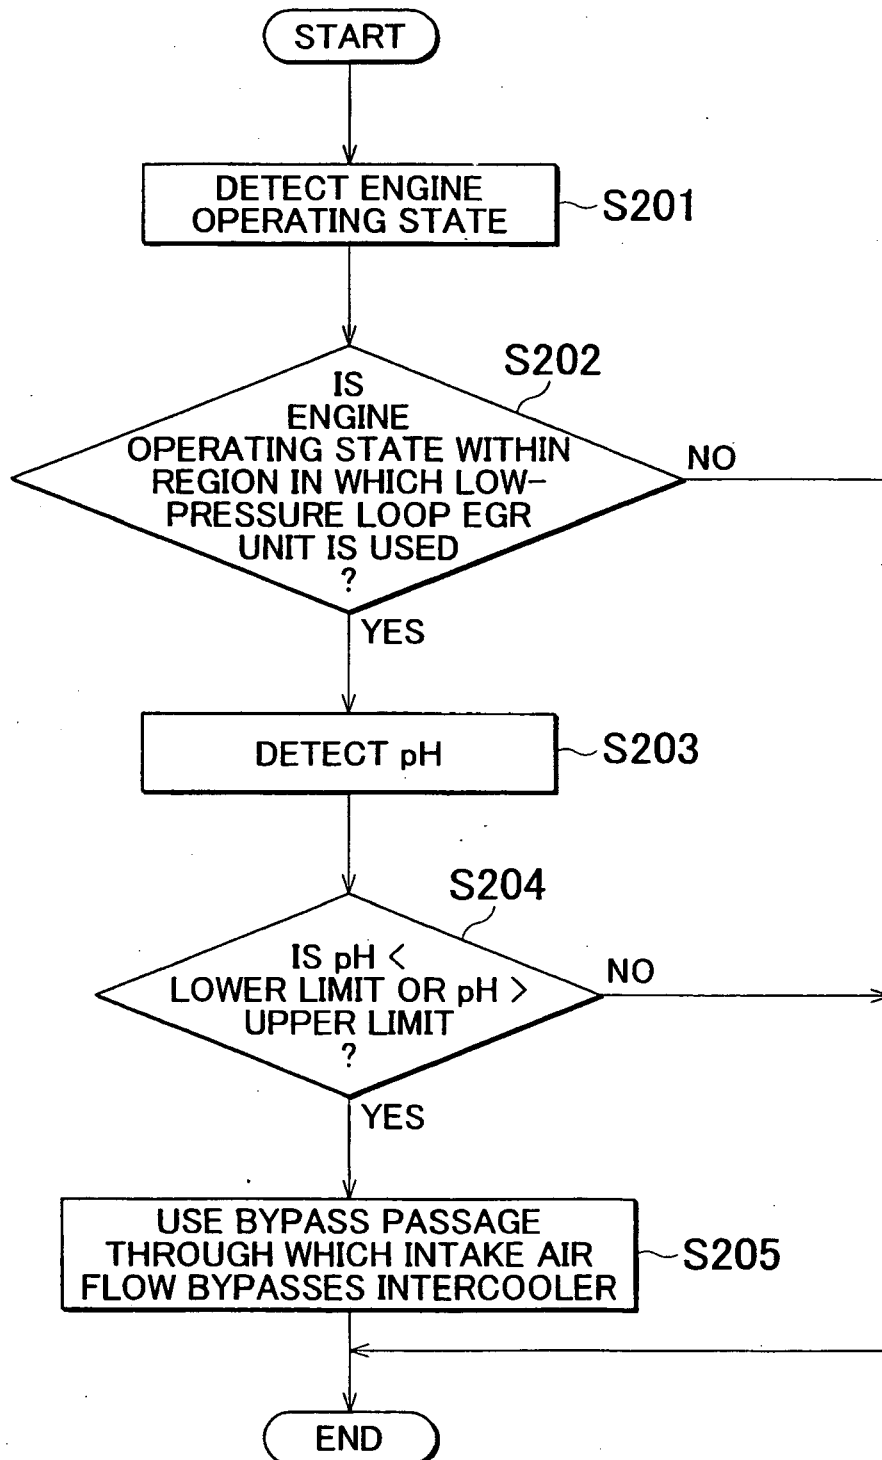 START
DETECT ENGINE
OPERATING STATE
S201
S202
IS
ENGINE
OPERATING STATE WITHIN
REGION IN WHICH LOW-
PRESSURE LOOP EGR
UNIT IS USED
?
NO
YES
DETECT pH
S203
S204
IS pH <
LOWER LIMIT OR pH >
UPPER LIMIT
?
NO
YES
USE BYPASS PASSAGE
THROUGH WHICH INTAKE AIR
FLOW BYPASSES INTERCOOLER
S205
END